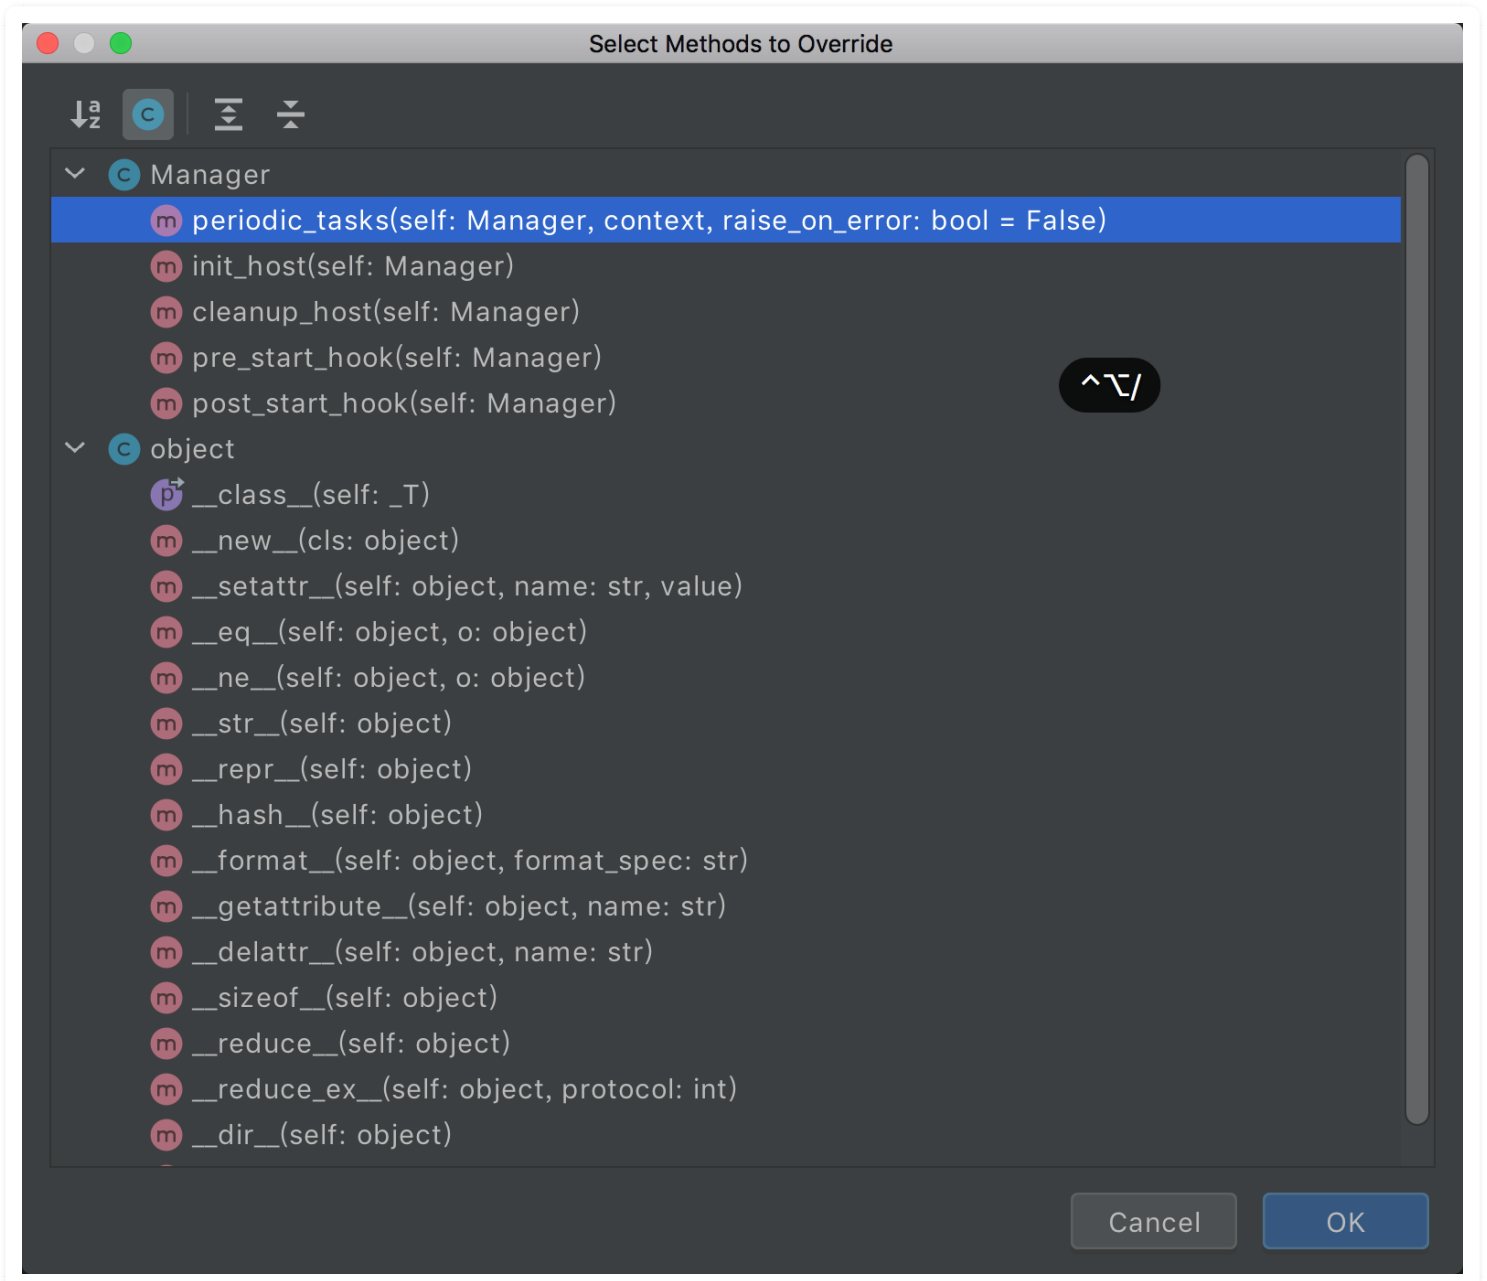 Select Methods to Override
a
z
C
C Manager
m periodic_tasks(self: Manager, context, raise_on_error: bool = False)
m init_host(self: Manager)
m cleanup_host(self: Manager)
m pre_start_hook(self: Manager)
^⌥/
m post_start_hook(self: Manager)
C object
p __class__(self: _T)
m __new__(cls: object)
m __setattr__(self: object, name: str, value)
m __eq__(self: object, o: object)
m __ne__(self: object, o: object)
m __str__(self: object)
m __repr__(self: object)
m __hash__(self: object)
m __format__(self: object, format_spec: str)
m __getattribute__(self: object, name: str)
m __delattr__(self: object, name: str)
m __sizeof__(self: object)
m __reduce__(self: object)
m __reduce_ex__(self: object, protocol: int)
m __dir__(self: object)
Cancel
OK